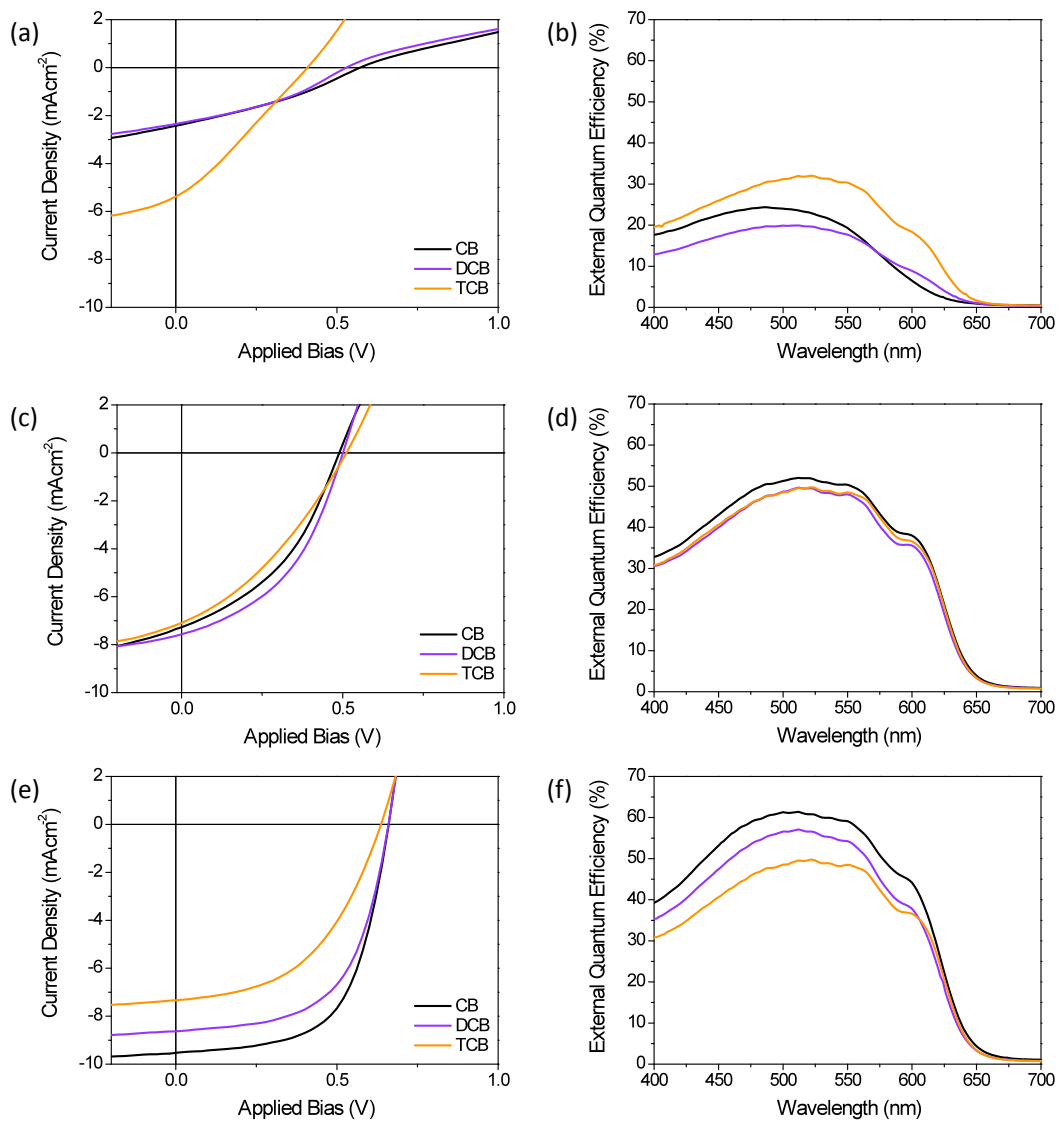 (a)
2
0
-2
-4
-6
-8
-10
Current Density (mAcm-2)
CB
DCB
TCB
0.0 0.5 1.0
Applied Bias (V)
(b)
70
60
50
40
30
20
10
0
External Quantum Efficiency (%)
400 450 500 550 600 650 700
Wavelength (nm)
(c)
2
0
-2
-4
-6
-8
-10
Current Density (mAcm-2)
CB
DCB
TCB
0.0 0.5 1.0
Applied Bias (V)
(d)
70
60
50
40
30
20
10
0
External Quantum Efficiency (%)
400 450 500 550 600 650 700
Wavelength (nm)
(e)
2
0
-2
-4
-6
-8
-10
Current Density (mAcm-2)
CB
DCB
TCB
0.0 0.5 1.0
Applied Bias (V)
(f)
70
60
50
40
30
20
10
0
External Quantum Efficiency (%)
400 450 500 550 600 650 700
Wavelength (nm)